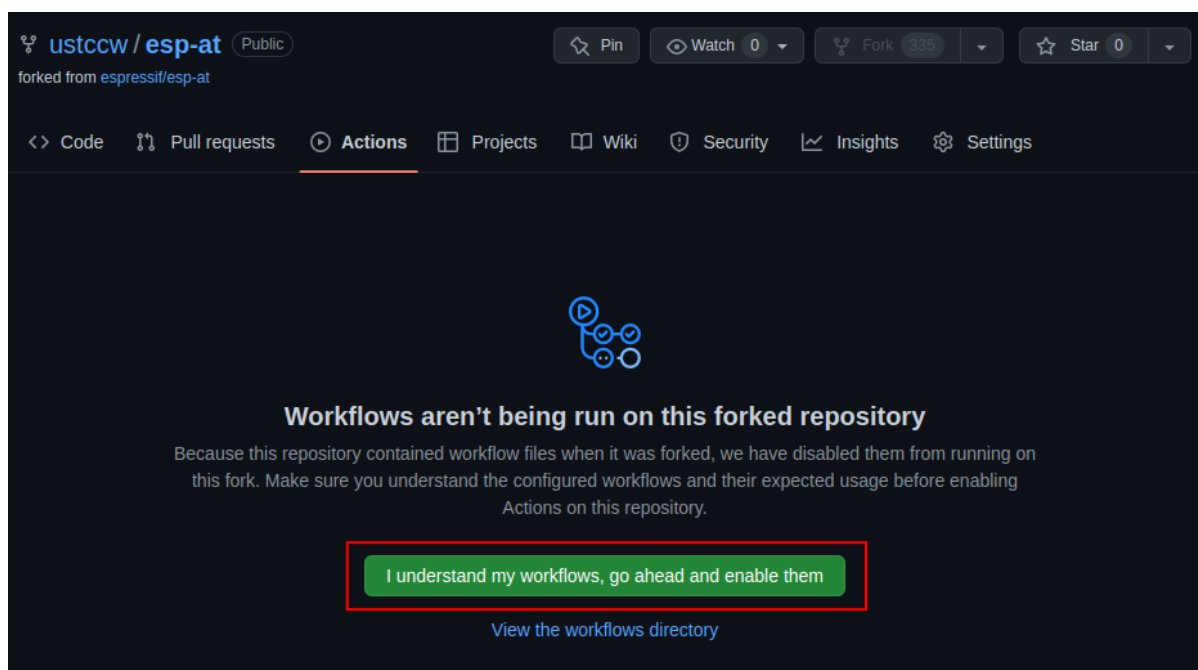 ustccw / esp-at Public Pin Watch 0 Fork 335 Star 0
forked from espressif/esp-at
Code Pull requests Actions Projects Wiki Security Insights Settings
Workflows aren’t being run on this forked repository
Because this repository contained workflow files when it was forked, we have disabled them from running on
this fork. Make sure you understand the configured workflows and their expected usage before enabling
Actions on this repository.
I understand my workflows, go ahead and enable them
View the workflows directory